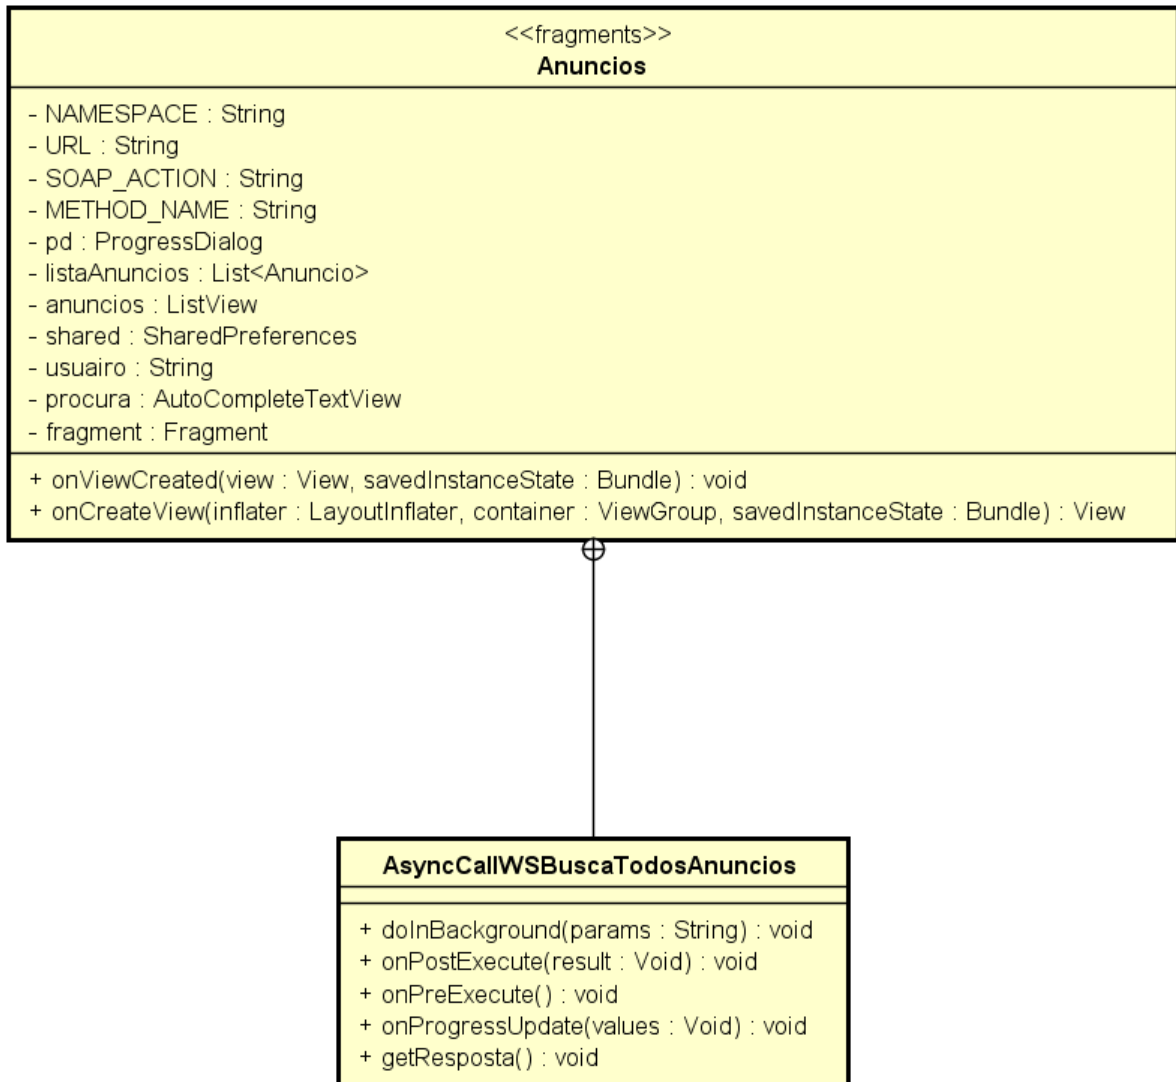 <<fragments>>
Anuncios
- NAMESPACE : String
- URL : String
- SOAP_ACTION : String
- METHOD_NAME : String
- pd : ProgressDialog
- listaAnuncios : List<Anuncio>
- anuncios : ListView
- shared : SharedPreferences
- usuairo : String
- procura : AutoCompleteTextView
- fragment : Fragment
+ onViewCreated(view : View, savedInstanceState : Bundle) : void
+ onCreateView(inflater : LayoutInflater, container : ViewGroup, savedInstanceState : Bundle) : View
AsyncCallWSBuscaTodosAnuncios
+ doInBackground(params : String) : void
+ onPostExecute(result : Void) : void
+ onPreExecute() : void
+ onProgressUpdate(values : Void) : void
+ getResposta() : void